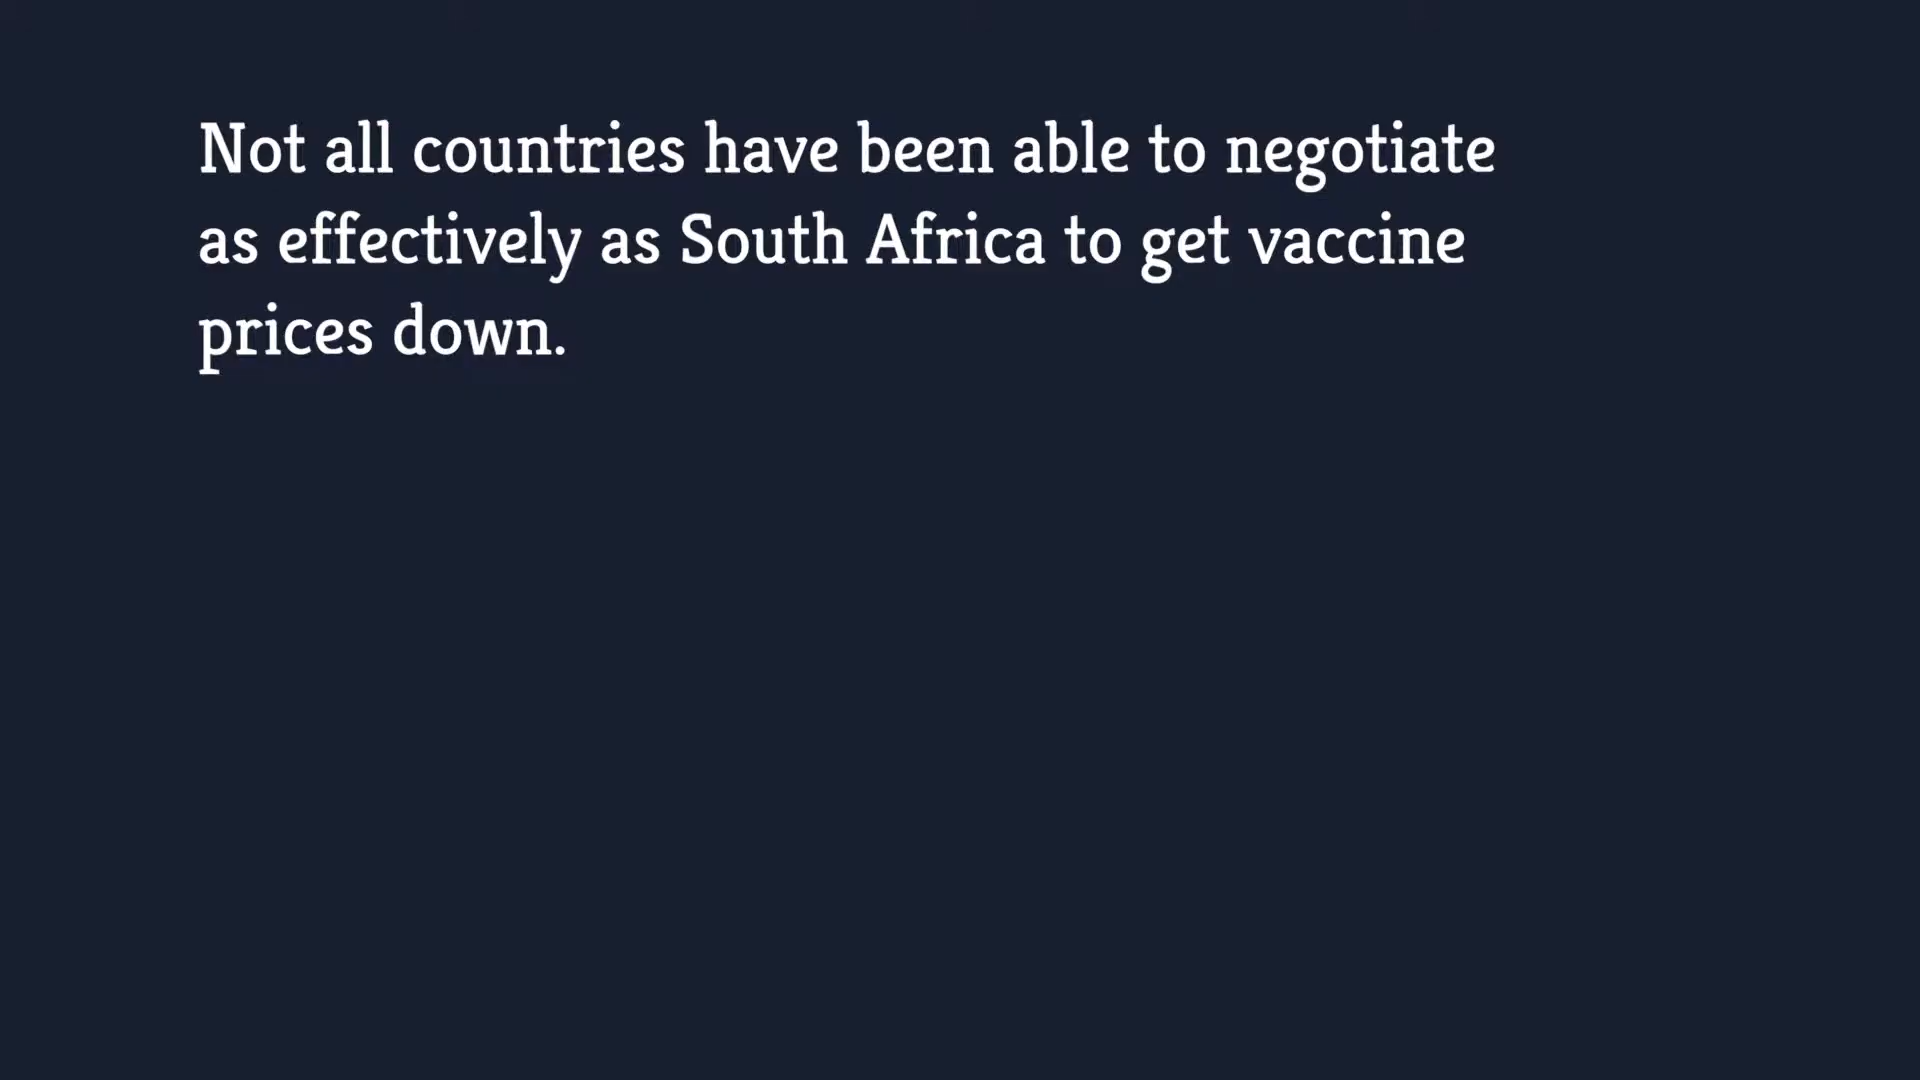 Not all countries have been able to negotiate
as effectively as South Africa to get vaccine
prices down.